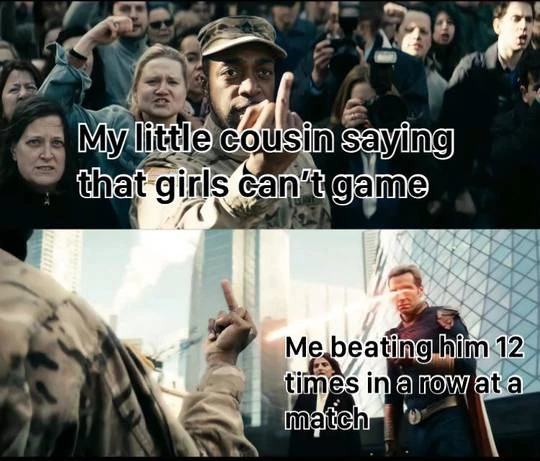 My little cousin saying
that girls can't game
Me beating him 12
times in a row at a
match